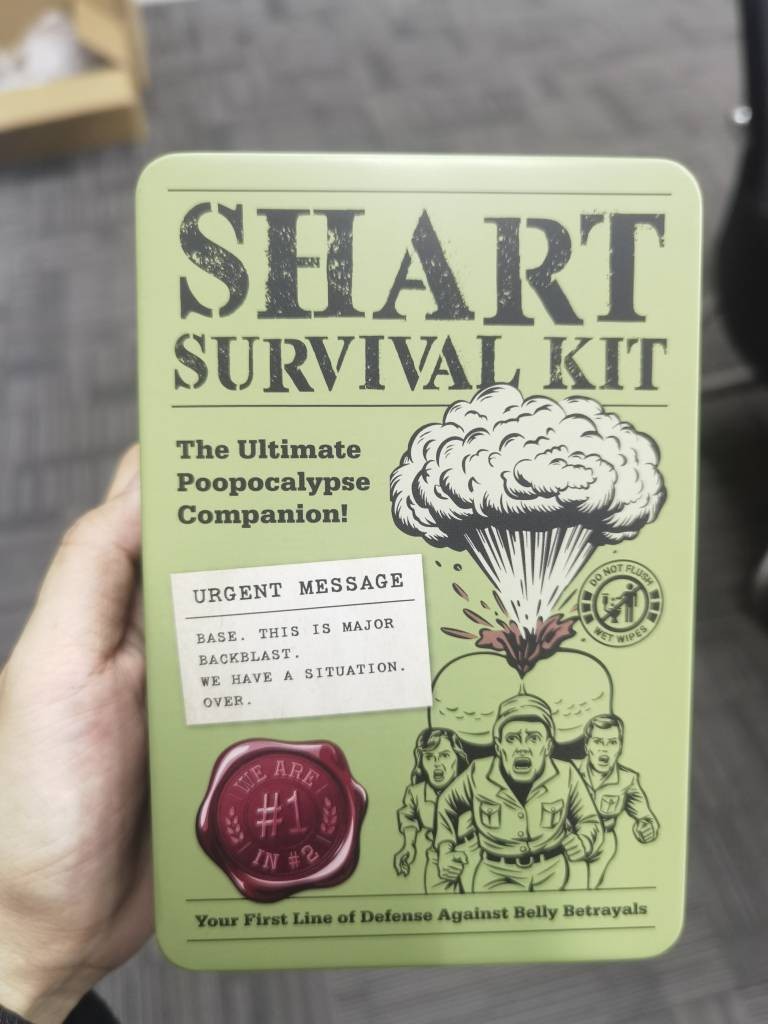 SHART
SURVIVAL KIT
The Ultimate
Poopocalypse
Companion!
URGENT MESSAGE
BASE. THIS IS MAJOR
BACKBLAST.
WE HAVE A SITUATION.
OVER.
DO NOT FLUSH
WET WIPES
WE ARE
#1
IN #2
Your First Line of Defense Against Belly Betrayals